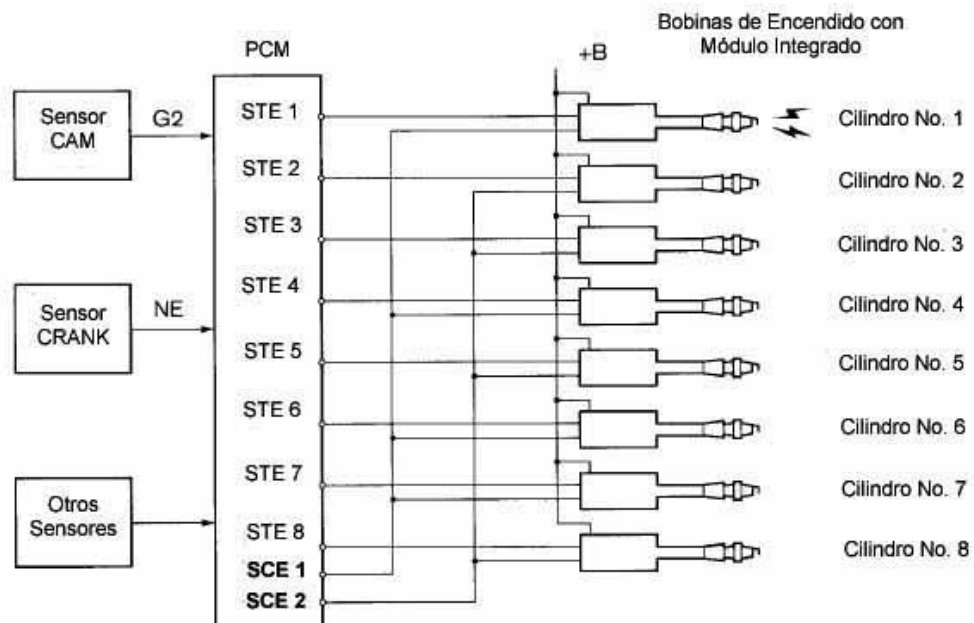 Bobinas de Encendido con
Módulo Integrado
PCM
+B
Sensor
CAM
G2
STE 1
Cilindro No. 1
STE 2
Cilindro No. 2
STE 3
Cilindro No. 3
Sensor
CRANK
NE
STE 4
Cilindro No. 4
STE 5
Cilindro No. 5
STE 6
Cilindro No. 6
Otros
Sensores
STE 7
Cilindro No. 7
STE 8
Cilindro No. 8
SCE 1
SCE 2